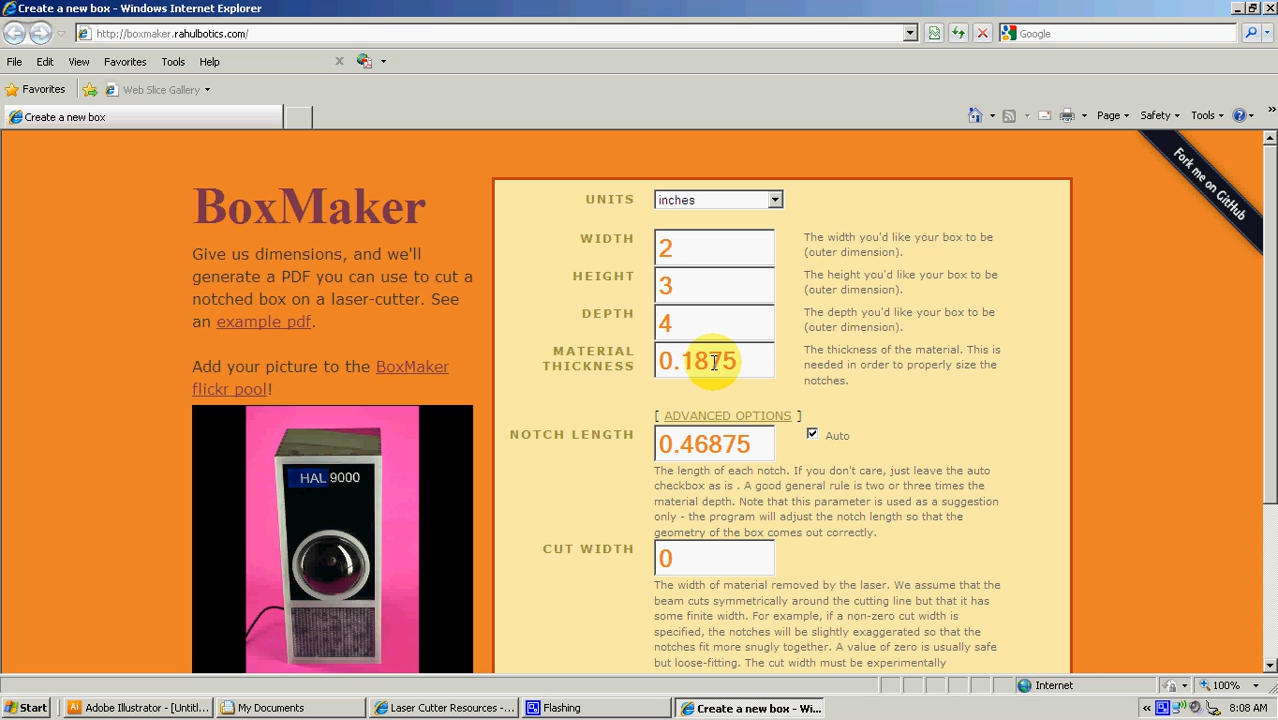 Create a new box - Windows Internet Explorer
http://boxmaker.rahulbotics.com/
Google
File Edit View Favorites Tools Help
Favorites
Web Slice Gallery
Create a new box
Page Safety Tools
Fork me on GitHub
BoxMaker
Give us dimensions, and we'll
generate a PDF you can use to cut a
notched box on a laser-cutter. See
an example pdf.
Add your picture to the BoxMaker
flickr pool!
HAL 9000
UNITS
inches
WIDTH
2
The width you'd like your box to be
(outer dimension).
HEIGHT
3
The height you'd like your box to be
(outer dimension).
DEPTH
4
The depth you'd like your box to be
(outer dimension).
MATERIAL
THICKNESS
0.1875
The thickness of the material. This is
needed in order to properly size the
notches.
[ ADVANCED OPTIONS ]
NOTCH LENGTH
0.46875
Auto
The length of each notch. If you don't care, just leave the auto
checkbox as is . A good general rule is two or three times the
material depth. Note that this parameter is used as a suggestion
only - the program will adjust the notch length so that the
geometry of the box comes out correctly.
CUT WIDTH
0
The width of material removed by the laser. We assume that the
beam cuts symmetrically around the cutting line but that it has
some finite width. For example, if a non-zero cut width is
specified, the notches will be slightly exaggerated so that the
notches fit more snugly together. A value of zero is usually safe
but loose-fitting. The cut width must be experimentally
Internet
100%
Start
Adobe Illustrator - [Untitl...
My Documents
Laser Cutter Resources - ...
Flashing
Create a new box - Wi...
8:08 AM